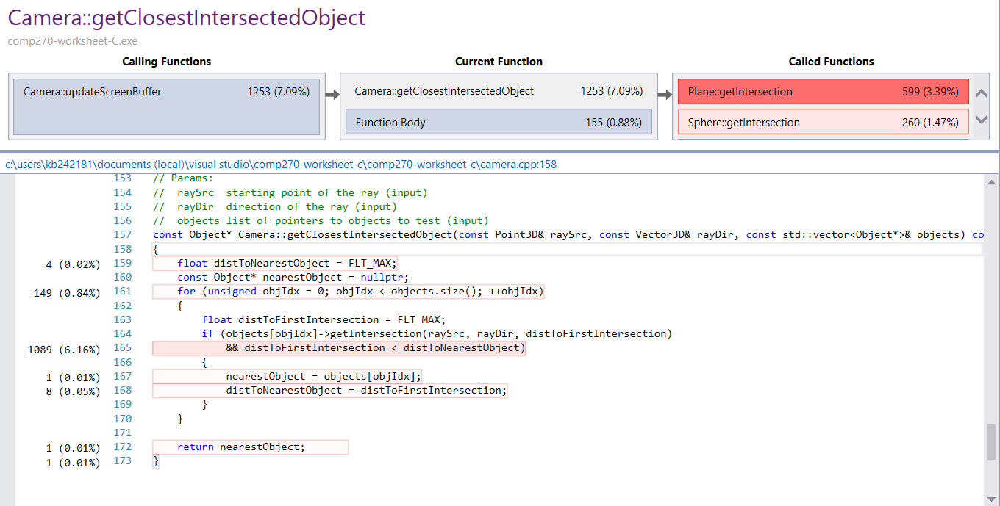 Camera::getClosestIntersectedObject
comp270-worksheet-C.exe
Calling Functions
Current Function
Called Functions
Camera::updateScreenBuffer 1253 (7.09%)
Camera::getClosestIntersectedObject 1253 (7.09%)
Function Body 155 (0.88%)
Plane::getIntersection 599 (3.39%)
Sphere::getIntersection 260 (1.47%)
c:\users\kb242181\documents (local)\visual studio\comp270-worksheet-c\comp270-worksheet-c\camera.cpp:158
153 // Params:
154 // raySrc starting point of the ray (input)
155 // rayDir direction of the ray (input)
156 // objects list of pointers to objects to test (input)
157 const Object* Camera::getClosestIntersectedObject(const Point3D& raySrc, const Vector3D& rayDir, const std::vector<Object*>& objects) co
158 {
4 (0.02%) 159 float distToNearestObject = FLT_MAX;
160 const Object* nearestObject = nullptr;
149 (0.84%) 161 for (unsigned objIdx = 0; objIdx < objects.size(); ++objIdx)
162 {
163 float distToFirstIntersection = FLT_MAX;
164 if (objects[objIdx]->getIntersection(raySrc, rayDir, distToFirstIntersection)
1089 (6.16%) 165 && distToFirstIntersection < distToNearestObject)
166 {
1 (0.01%) 167 nearestObject = objects[objIdx];
8 (0.05%) 168 distToNearestObject = distToFirstIntersection;
169 }
170 }
171
1 (0.01%) 172 return nearestObject;
1 (0.01%) 173 }